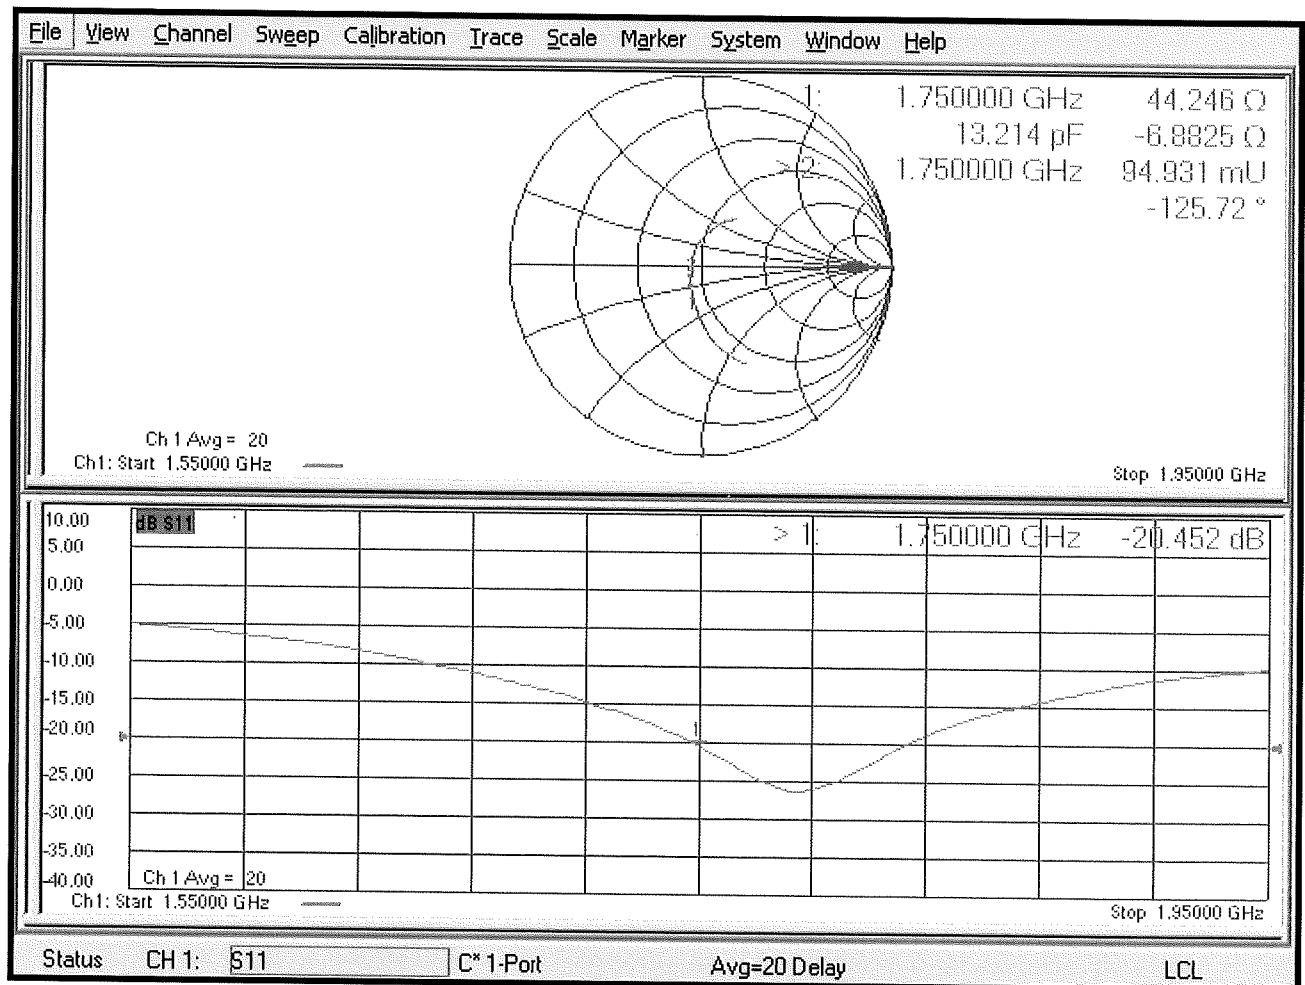 File View Channel Sweep Calibration Trace Scale Marker System Window Help
1: 1.750000 GHz 44.246 Ω
13.214 pF -6.8825 Ω
> 2: 1.750000 GHz 94.931 mU
-125.72 °
Ch 1 Avg = 20
Ch1: Start 1.55000 GHz
Stop 1.95000 GHz
10.00
dB S11
> 1: 1.750000 GHz -20.452 dB
5.00
0.00
-5.00
-10.00
-15.00
-20.00
1
-25.00
-30.00
-35.00
-40.00
Ch 1 Avg = 20
Ch1: Start 1.55000 GHz
Stop 1.95000 GHz
Status CH 1: S11 C* 1-Port Avg=20 Delay LCL